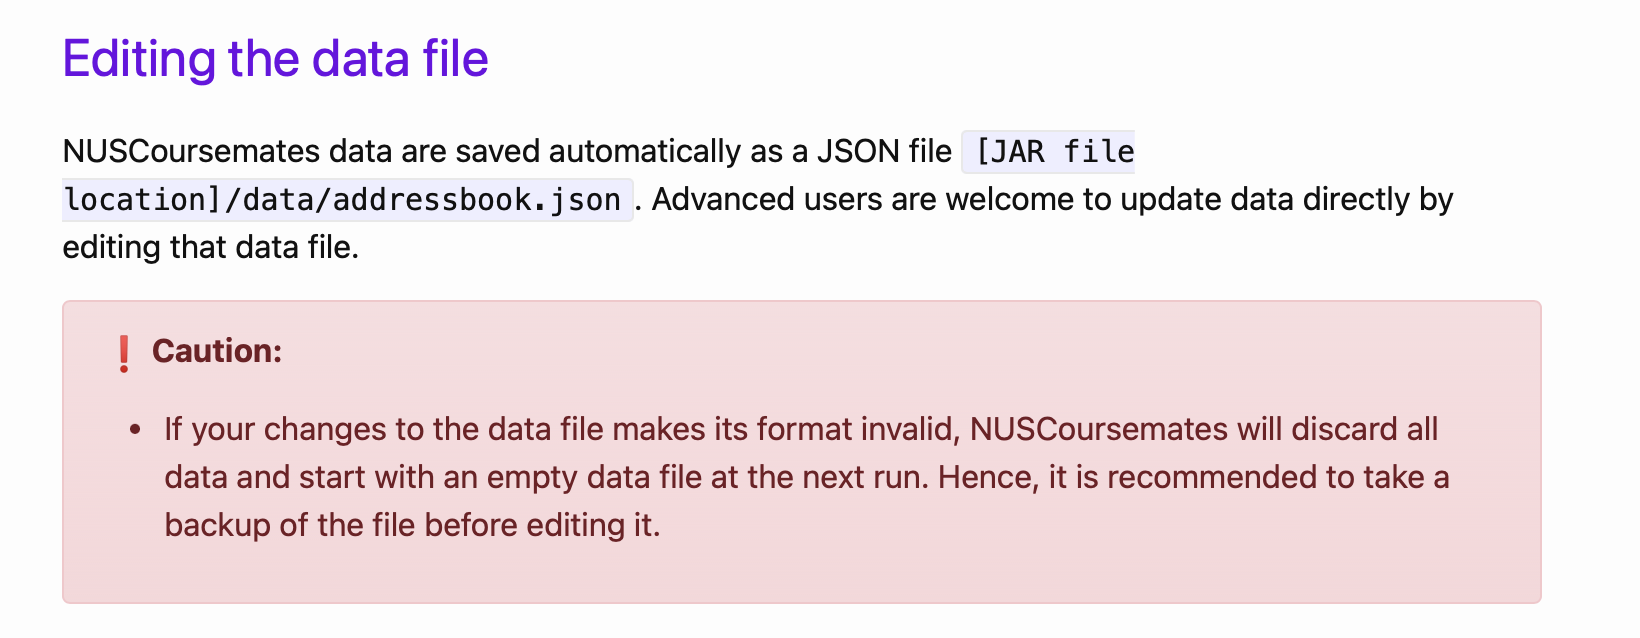 Editing the data file
NUSCoursemates data are saved automatically as a JSON file [JAR file
location]/data/addressbook.json . Advanced users are welcome to update data directly by
editing that data file.
❗ Caution:
• If your changes to the data file makes its format invalid, NUSCoursemates will discard all
data and start with an empty data file at the next run. Hence, it is recommended to take a
backup of the file before editing it.